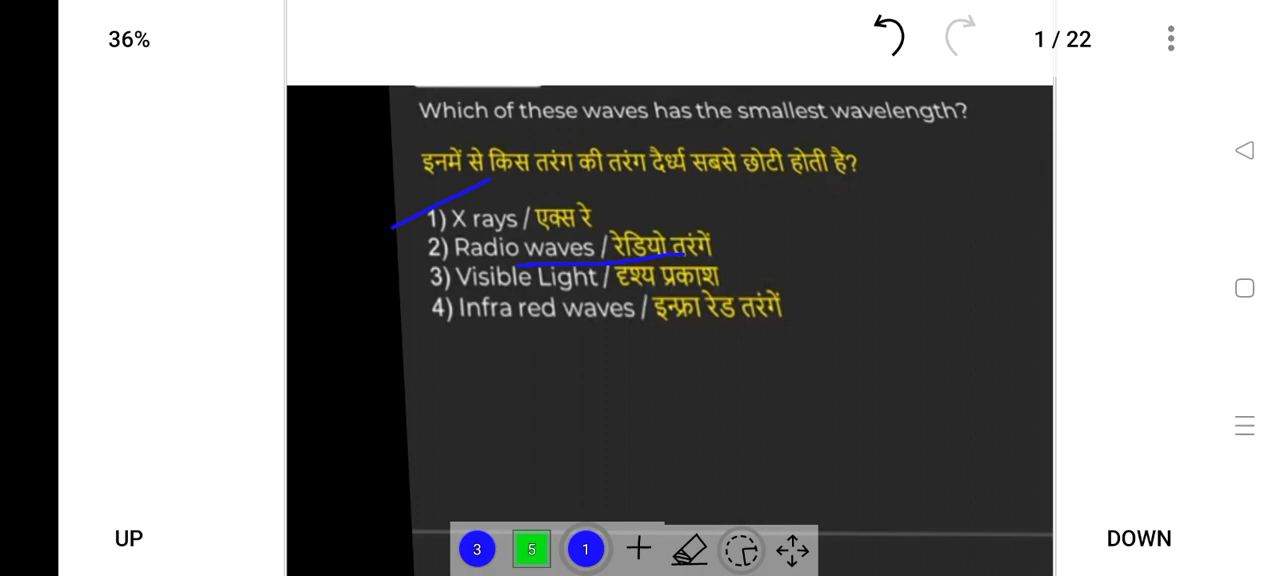 36%
1 / 22
Which of these waves has the smallest wavelength?
इनमें से किस तरंग की तरंग दैर्ध्य सबसे छोटी होती है?
1) X rays / एक्स रे
2) Radio waves / रेडियो तरंगें
3) Visible Light / दृश्य प्रकाश
4) Infra red waves / इन्फ्रा रेड तरंगें
UP
3 5 1
DOWN